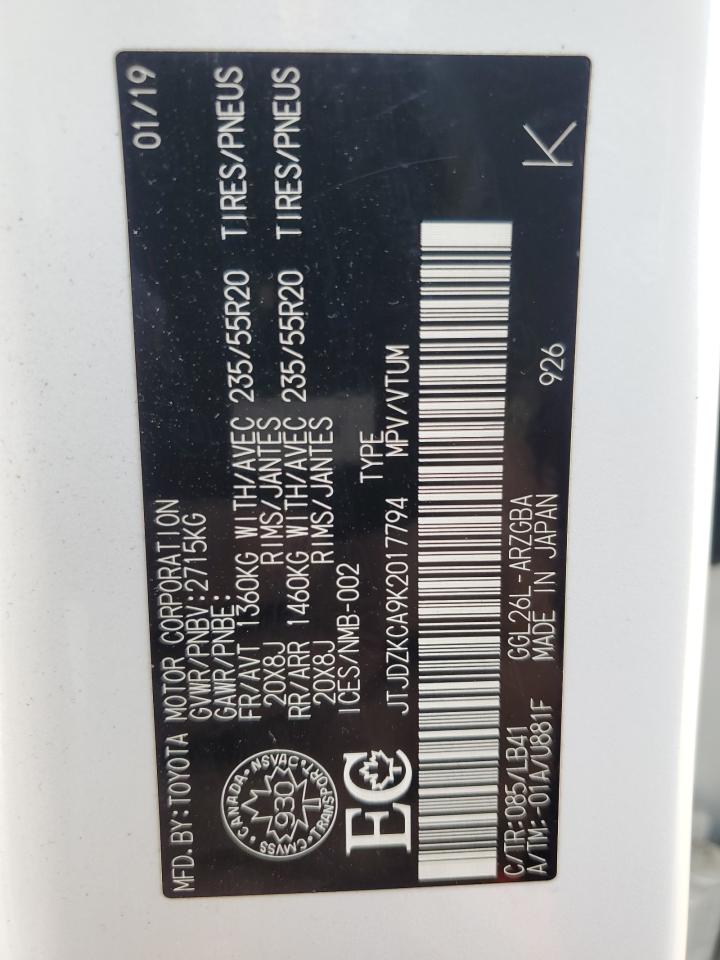 MFD. BY: TOYOTA MOTOR CORPORATION 01/19
GVWR/PNBV: 2715KG
GAWR/PNBE:
FR/AVT 1360KG WITH/AVEC 235/55R20 TIRES/PNEUS
20X8J RIMS/JANTES
RR/ARR 1460KG WITH/AVEC 235/55R20 TIRES/PNEUS
20X8J RIMS/JANTES
ICES/NMB-002
CANADA • NSVAC • TRANSPORT • CMVSS
930
EC
TYPE
JTJDZKCA9K2017794 MPV/VTUM
C/TR: 085/LB41 GGL26L-ARZGBA
A/TM: -01A/U881F MADE IN JAPAN 926
K